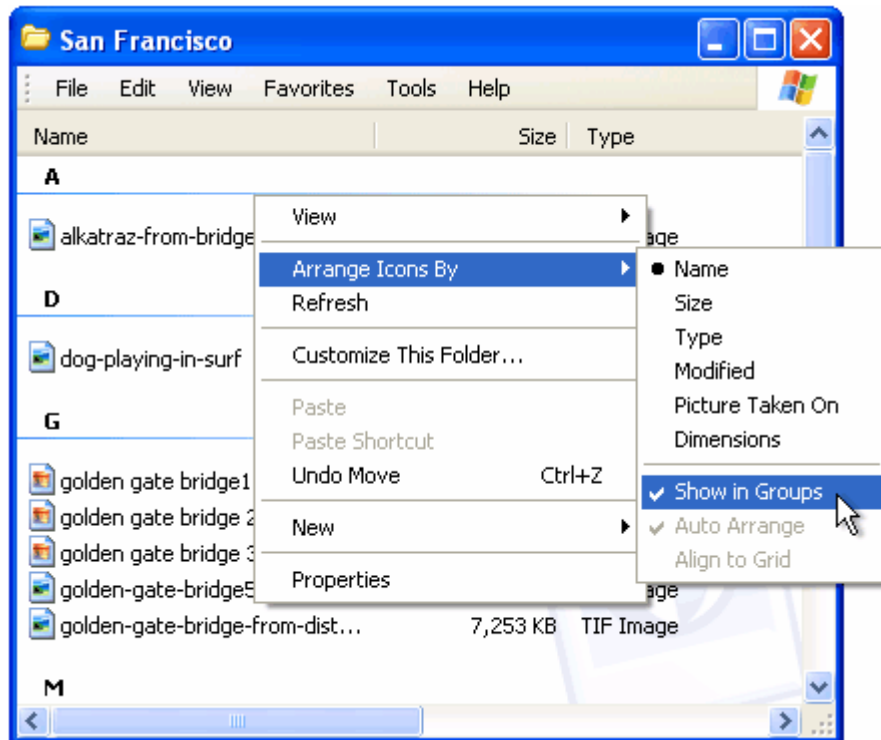 San Francisco
File Edit View Favorites Tools Help
Name Size Type
A
alkatraz-from-bridge age
D
dog-playing-in-surf
G
golden gate bridge1
golden gate bridge 2
golden gate bridge 3
golden-gate-bridge5 age
golden-gate-bridge-from-dist... 7,253 KB TIF Image
M
View
Arrange Icons By
Refresh
Customize This Folder...
Paste
Paste Shortcut
Undo Move Ctrl+Z
New
Properties
Name
Size
Type
Modified
Picture Taken On
Dimensions
Show in Groups
Auto Arrange
Align to Grid